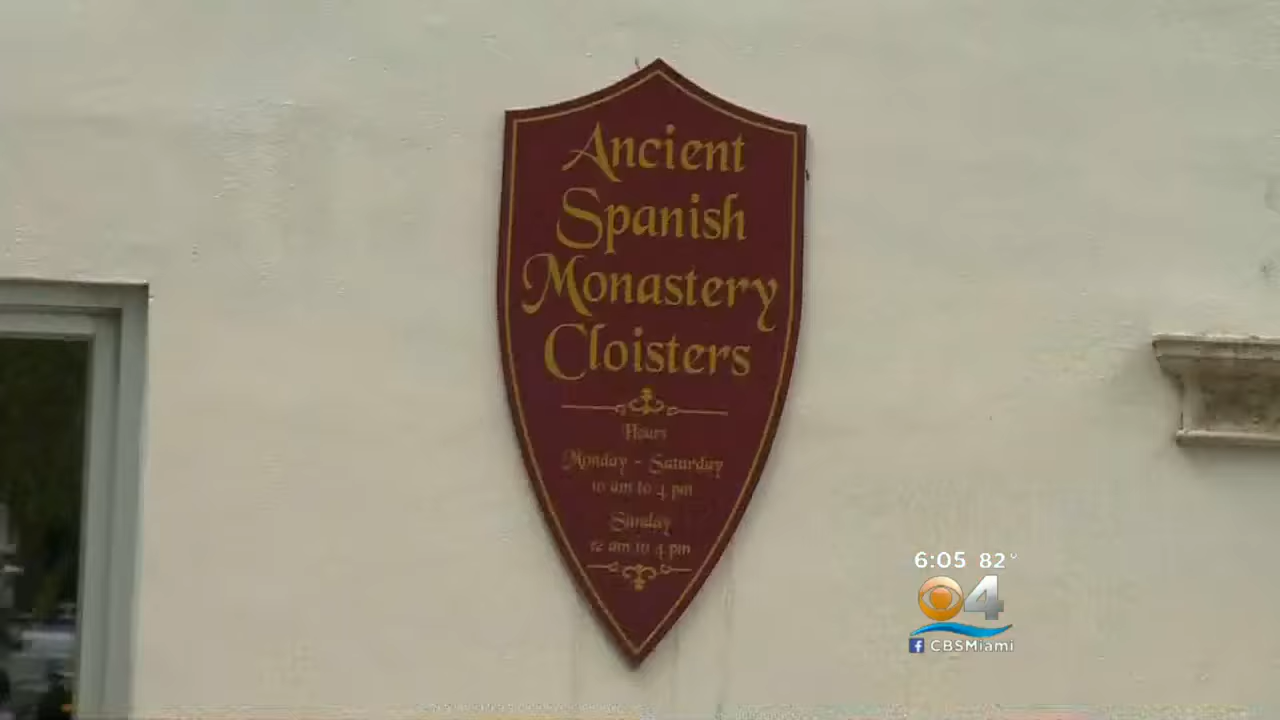 Ancient
Spanish
Monastery
Cloisters
Hours
Monday - Saturday
10 am to 4 pm
Sunday
12 am to 4 pm
6:05 82°
4
CBSMiami